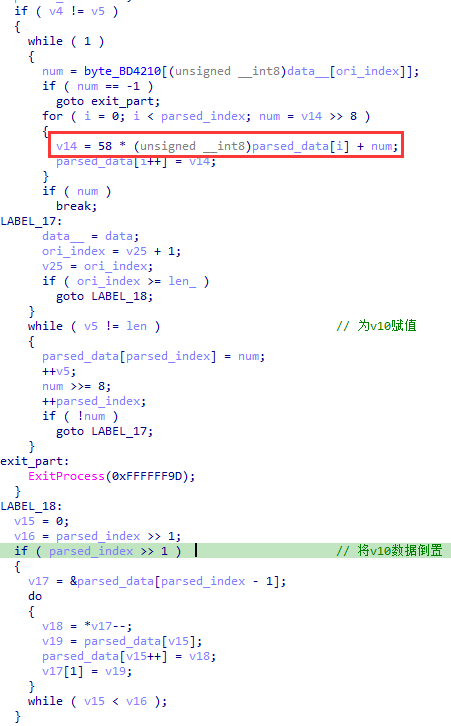 if ( v4 != v5 )
{
while ( 1 )
{
num = byte_BD4210[(unsigned __int8)data__[ori_index]];
if ( num == -1 )
goto exit_part;
for ( i = 0; i < parsed_index; num = v14 >> 8 )
{
v14 = 58 * (unsigned __int8)parsed_data[i] + num;
parsed_data[i++] = v14;
}
if ( num )
break;
LABEL_17:
data__ = data;
ori_index = v25 + 1;
v25 = ori_index;
if ( ori_index >= len_ )
goto LABEL_18;
}
while ( v5 != len ) // 为v10赋值
{
parsed_data[parsed_index] = num;
++v5;
num >>= 8;
++parsed_index;
if ( !num )
goto LABEL_17;
}
exit_part:
ExitProcess(0xFFFFFF9D);
}
LABEL_18:
v15 = 0;
v16 = parsed_index >> 1;
if ( parsed_index >> 1 ) // 将v10数据倒置
{
v17 = &parsed_data[parsed_index - 1];
do
{
v18 = *v17--;
v19 = parsed_data[v15];
parsed_data[v15++] = v18;
v17[1] = v19;
}
while ( v15 < v16 );
}